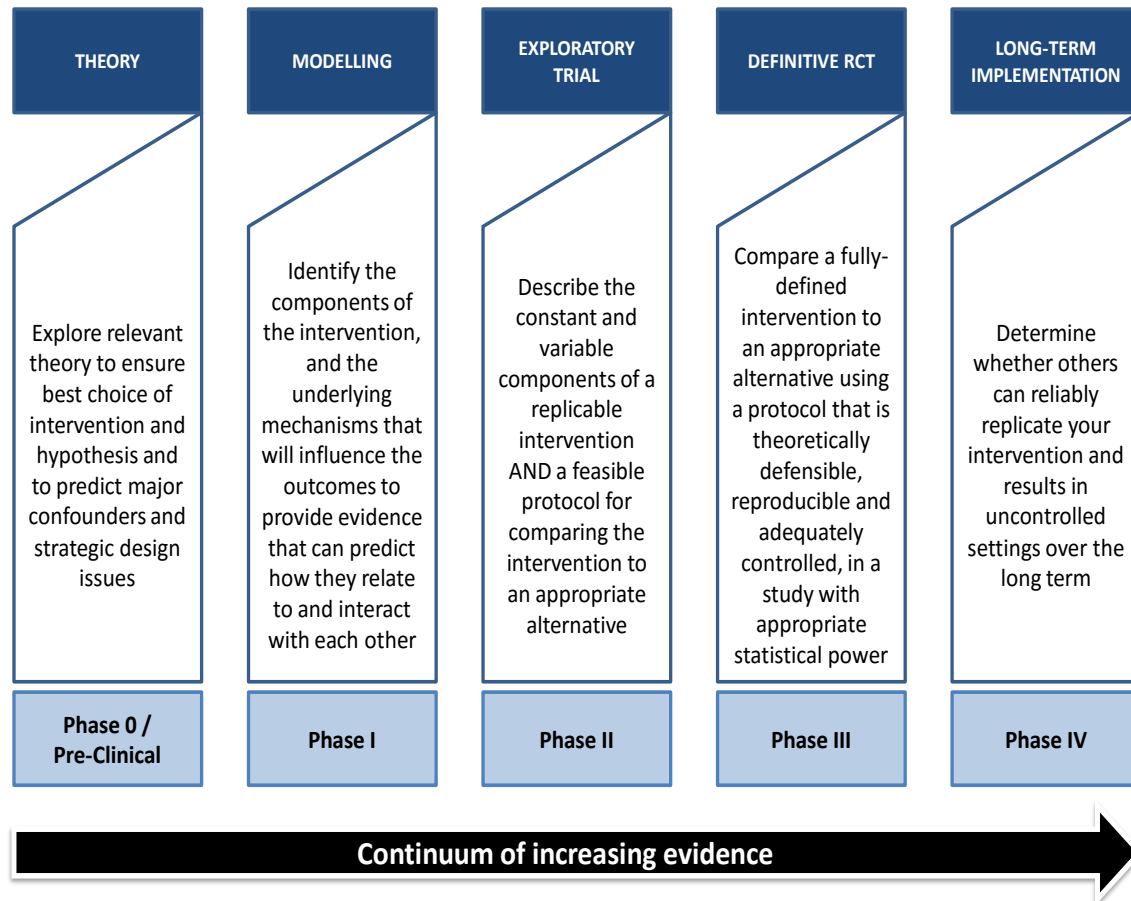 THEORY
Explore relevant
theory to ensure
best choice of
intervention and
hypothesis and
to predict major
confounders and
strategic design
issues
Phase 0 /
Pre-Clinical
MODELLING
Identify the
components of
the intervention,
and the
underlying
mechanisms that
will influence the
outcomes to
provide evidence
that can predict
how they relate
to and interact
with each other
Phase I
EXPLORATORY
TRIAL
Describe the
constant and
variable
components of a
replicable
intervention
AND a feasible
protocol for
comparing the
intervention to
an appropriate
alternative
Phase II
DEFINITIVE RCT
Compare a fully-
defined
intervention to
an appropriate
alternative using
a protocol that is
theoretically
defensible,
reproducible and
adequately
controlled, in a
study with
appropriate
statistical power
Phase III
LONG-TERM
IMPLEMENTATION
Determine
whether others
can reliably
replicate your
intervention and
results in
uncontrolled
settings over the
long term
Phase IV
Continuum of increasing evidence